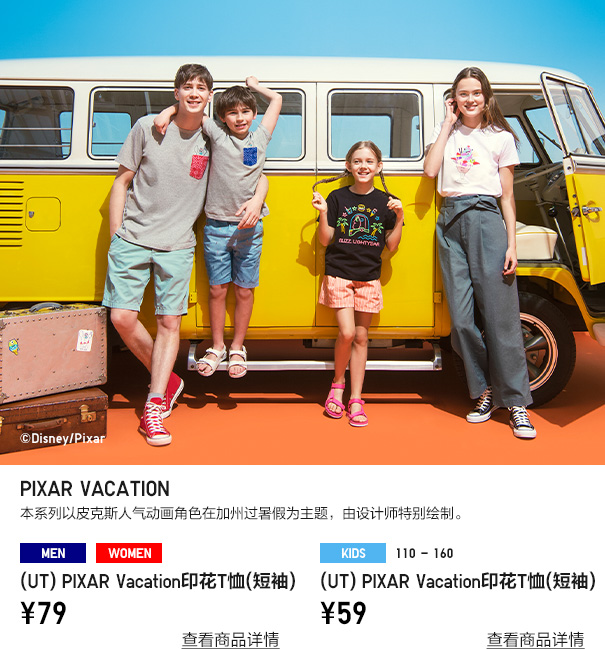 BUZZ LIGHTYEAR
©Disney/Pixar
PIXAR VACATION
本系列以皮克斯人气动画角色在加州过暑假为主题，由设计师特别绘制。
MEN WOMEN
(UT) PIXAR Vacation印花T恤(短袖)
¥79
查看商品详情
KIDS 110 - 160
(UT) PIXAR Vacation印花T恤(短袖)
¥59
查看商品详情